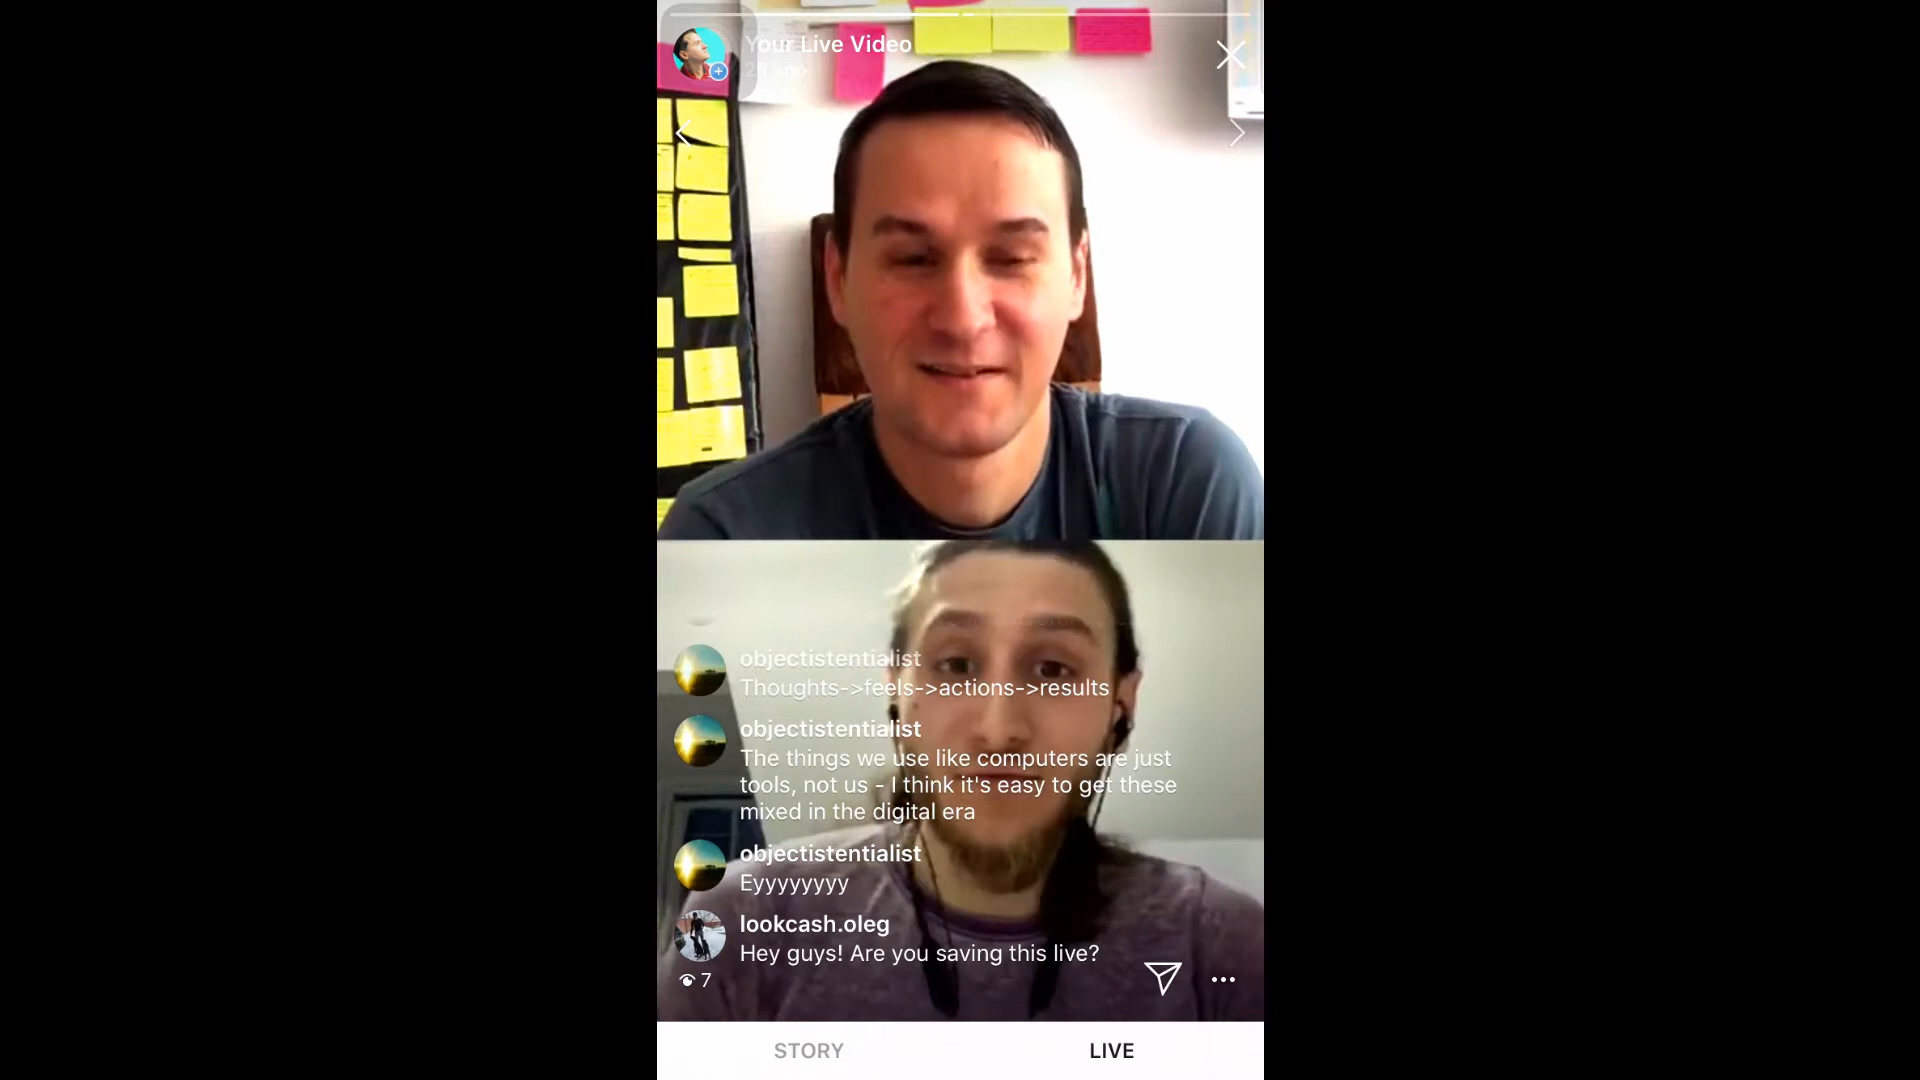 Your Live Video
objectistentialist
Thoughts->feels->actions->results
objectistentialist
The things we use like computers are just
tools, not us - I think it's easy to get these
mixed in the digital era
objectistentialist
Eyyyyyyyy
lookcash.oleg
Hey guys! Are you saving this live?
7
STORY
LIVE